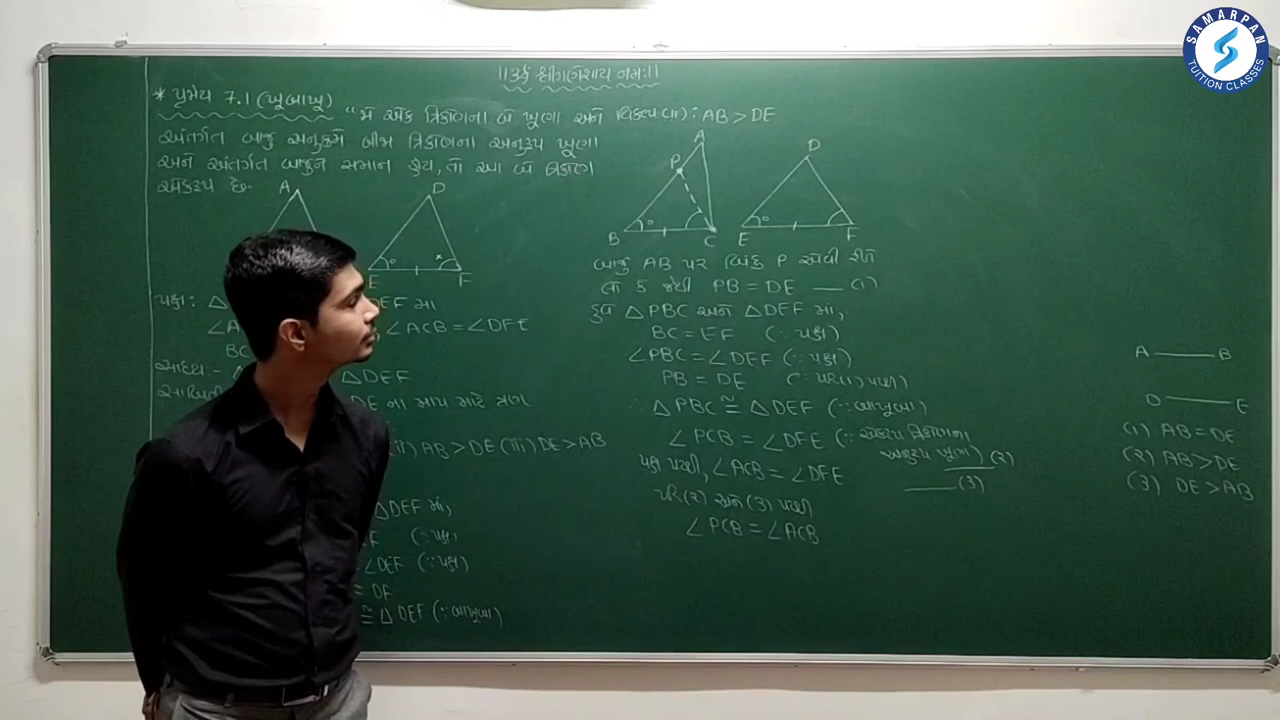 SAMARPAN
TUITION CLASSES
॥ૐ શ્રી ગણેશાય નમઃ॥
* પ્રમેય 7.1 (ખૂબાખૂ)
"જો એક ત્રિકોણના બે ખૂણા અને
અંતર્ગત બાજુ અનુક્રમે બીજા ત્રિકોણના અનુરૂપ ખૂણા
અને અંતર્ગત બાજુને સમાન હોય, તો આ બે ત્રિકોણ
એકરૂપ છે.
A D
E F
પક્ષ: △ DEF માં
∠A , ∠ACB = ∠DFE
BC
સાધ્ય:- △ △DEF
સાબિતી DE ના માપ માટે ત્રણ
ii) AB > DE (iii) DE > AB
△DEF માં,
EF (∵ પક્ષ)
∠DEF (∵ પક્ષ)
= DE
≅ △DEF (∵ બાખૂબા)
વિકલ્પ : AB > DE
A D
P
B C E F
બાજુ AB પર બિંદુ P એવી રીતે
લો કે જેથી PB = DE —— (1)
હવે △PBC અને △DEF માં,
BC = EF (∵ પક્ષ)
∠PBC = ∠DEF (∵ પક્ષ)
PB = DE
∴ △PBC ≅ △DEF (∵ બાખૂબા)
∠PCB = ∠DFE (∵ એકરૂપ ત્રિકોણના
અનુરૂપ ખૂણા) ——(2)
પક્ષ પરથી, ∠ACB = ∠DFE ——(3)
પરિ(2) અને (3) પરથી
∠PCB = ∠ACB
A —— B
D —— E
(1) AB = DE
(2) AB > DE
(3) DE > AB